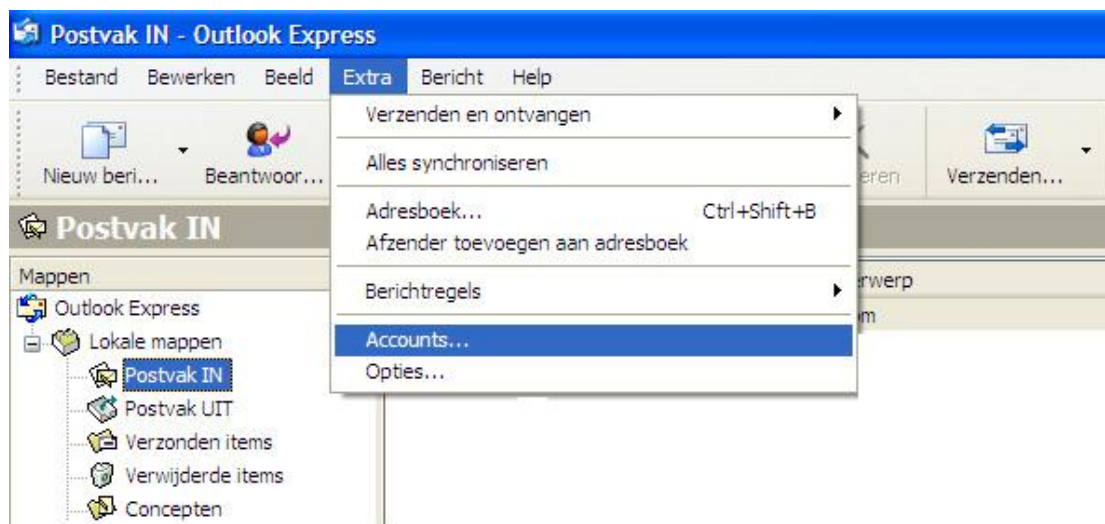 Postvak IN - Outlook Express
Bestand Bewerken Beeld Extra Bericht Help
Nieuw beri... Beantwoor... eren Verzenden...
Verzenden en ontvangen
Alles synchroniseren
Adresboek... Ctrl+Shift+B
Afzender toevoegen aan adresboek
Berichtregels
Accounts...
Opties...
Postvak IN
Mappen
rwerp
om
Outlook Express
Lokale mappen
Postvak IN
Postvak UIT
Verzonden items
Verwijderde items
Concepten